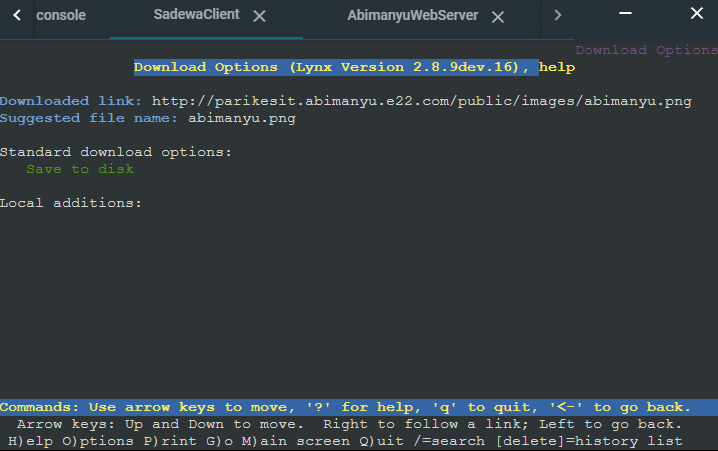 console SadewaClient AbimanyuWebServer
Download Options
Download Options (Lynx Version 2.8.9dev.16), help
Downloaded link: http://parikesit.abimanyu.e22.com/public/images/abimanyu.png
Suggested file name: abimanyu.png
Standard download options:
Save to disk
Local additions:
Commands: Use arrow keys to move, '?' for help, 'q' to quit, '<-' to go back.
Arrow keys: Up and Down to move.  Right to follow a link; Left to go back.
H)elp O)ptions P)rint G)o M)ain screen Q)uit /=search [delete]=history list